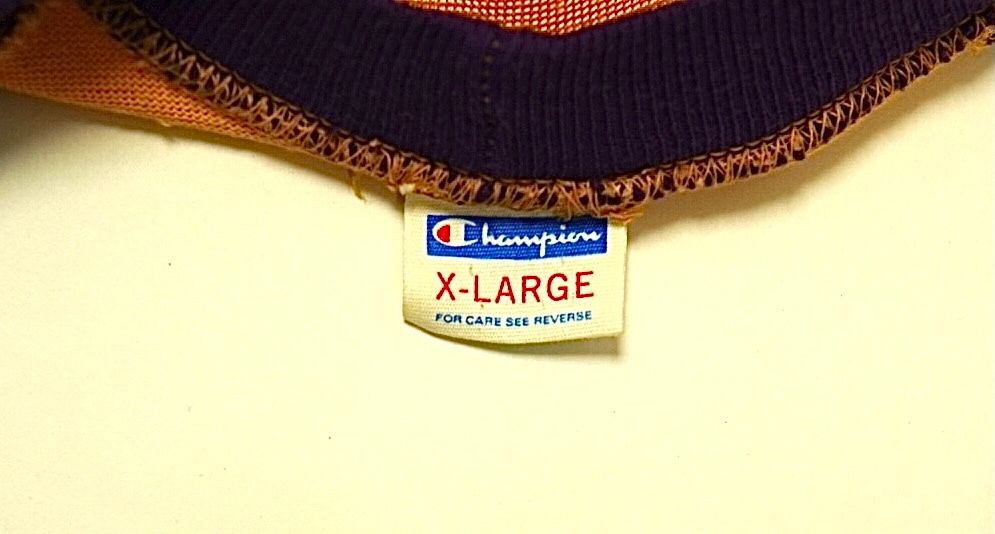 Champion
X-LARGE
FOR CARE SEE REVERSE